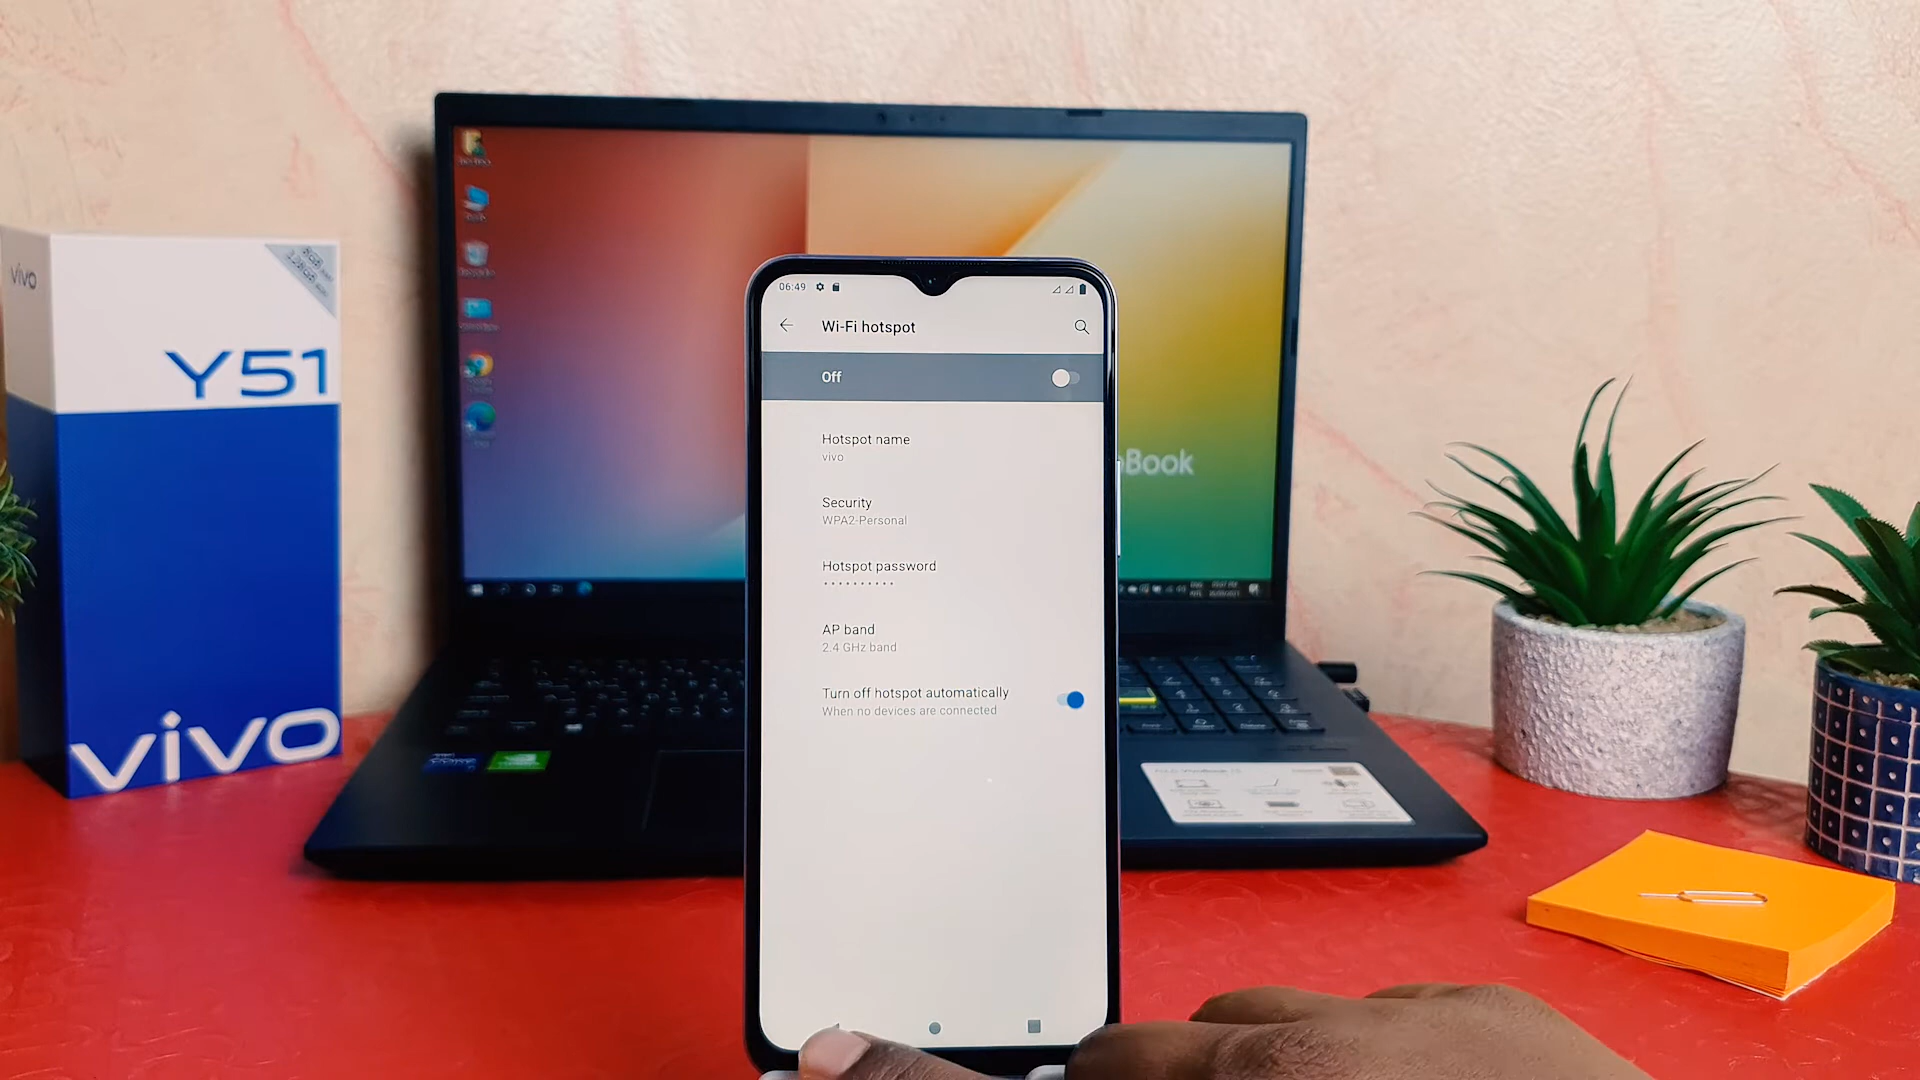 vivo
Y51
vivo
Book
06:49
Wi-Fi hotspot
Off
Hotspot name
vivo
Security
WPA2-Personal
Hotspot password
••••••••••
AP band
2.4 GHz band
Turn off hotspot automatically
When no devices are connected